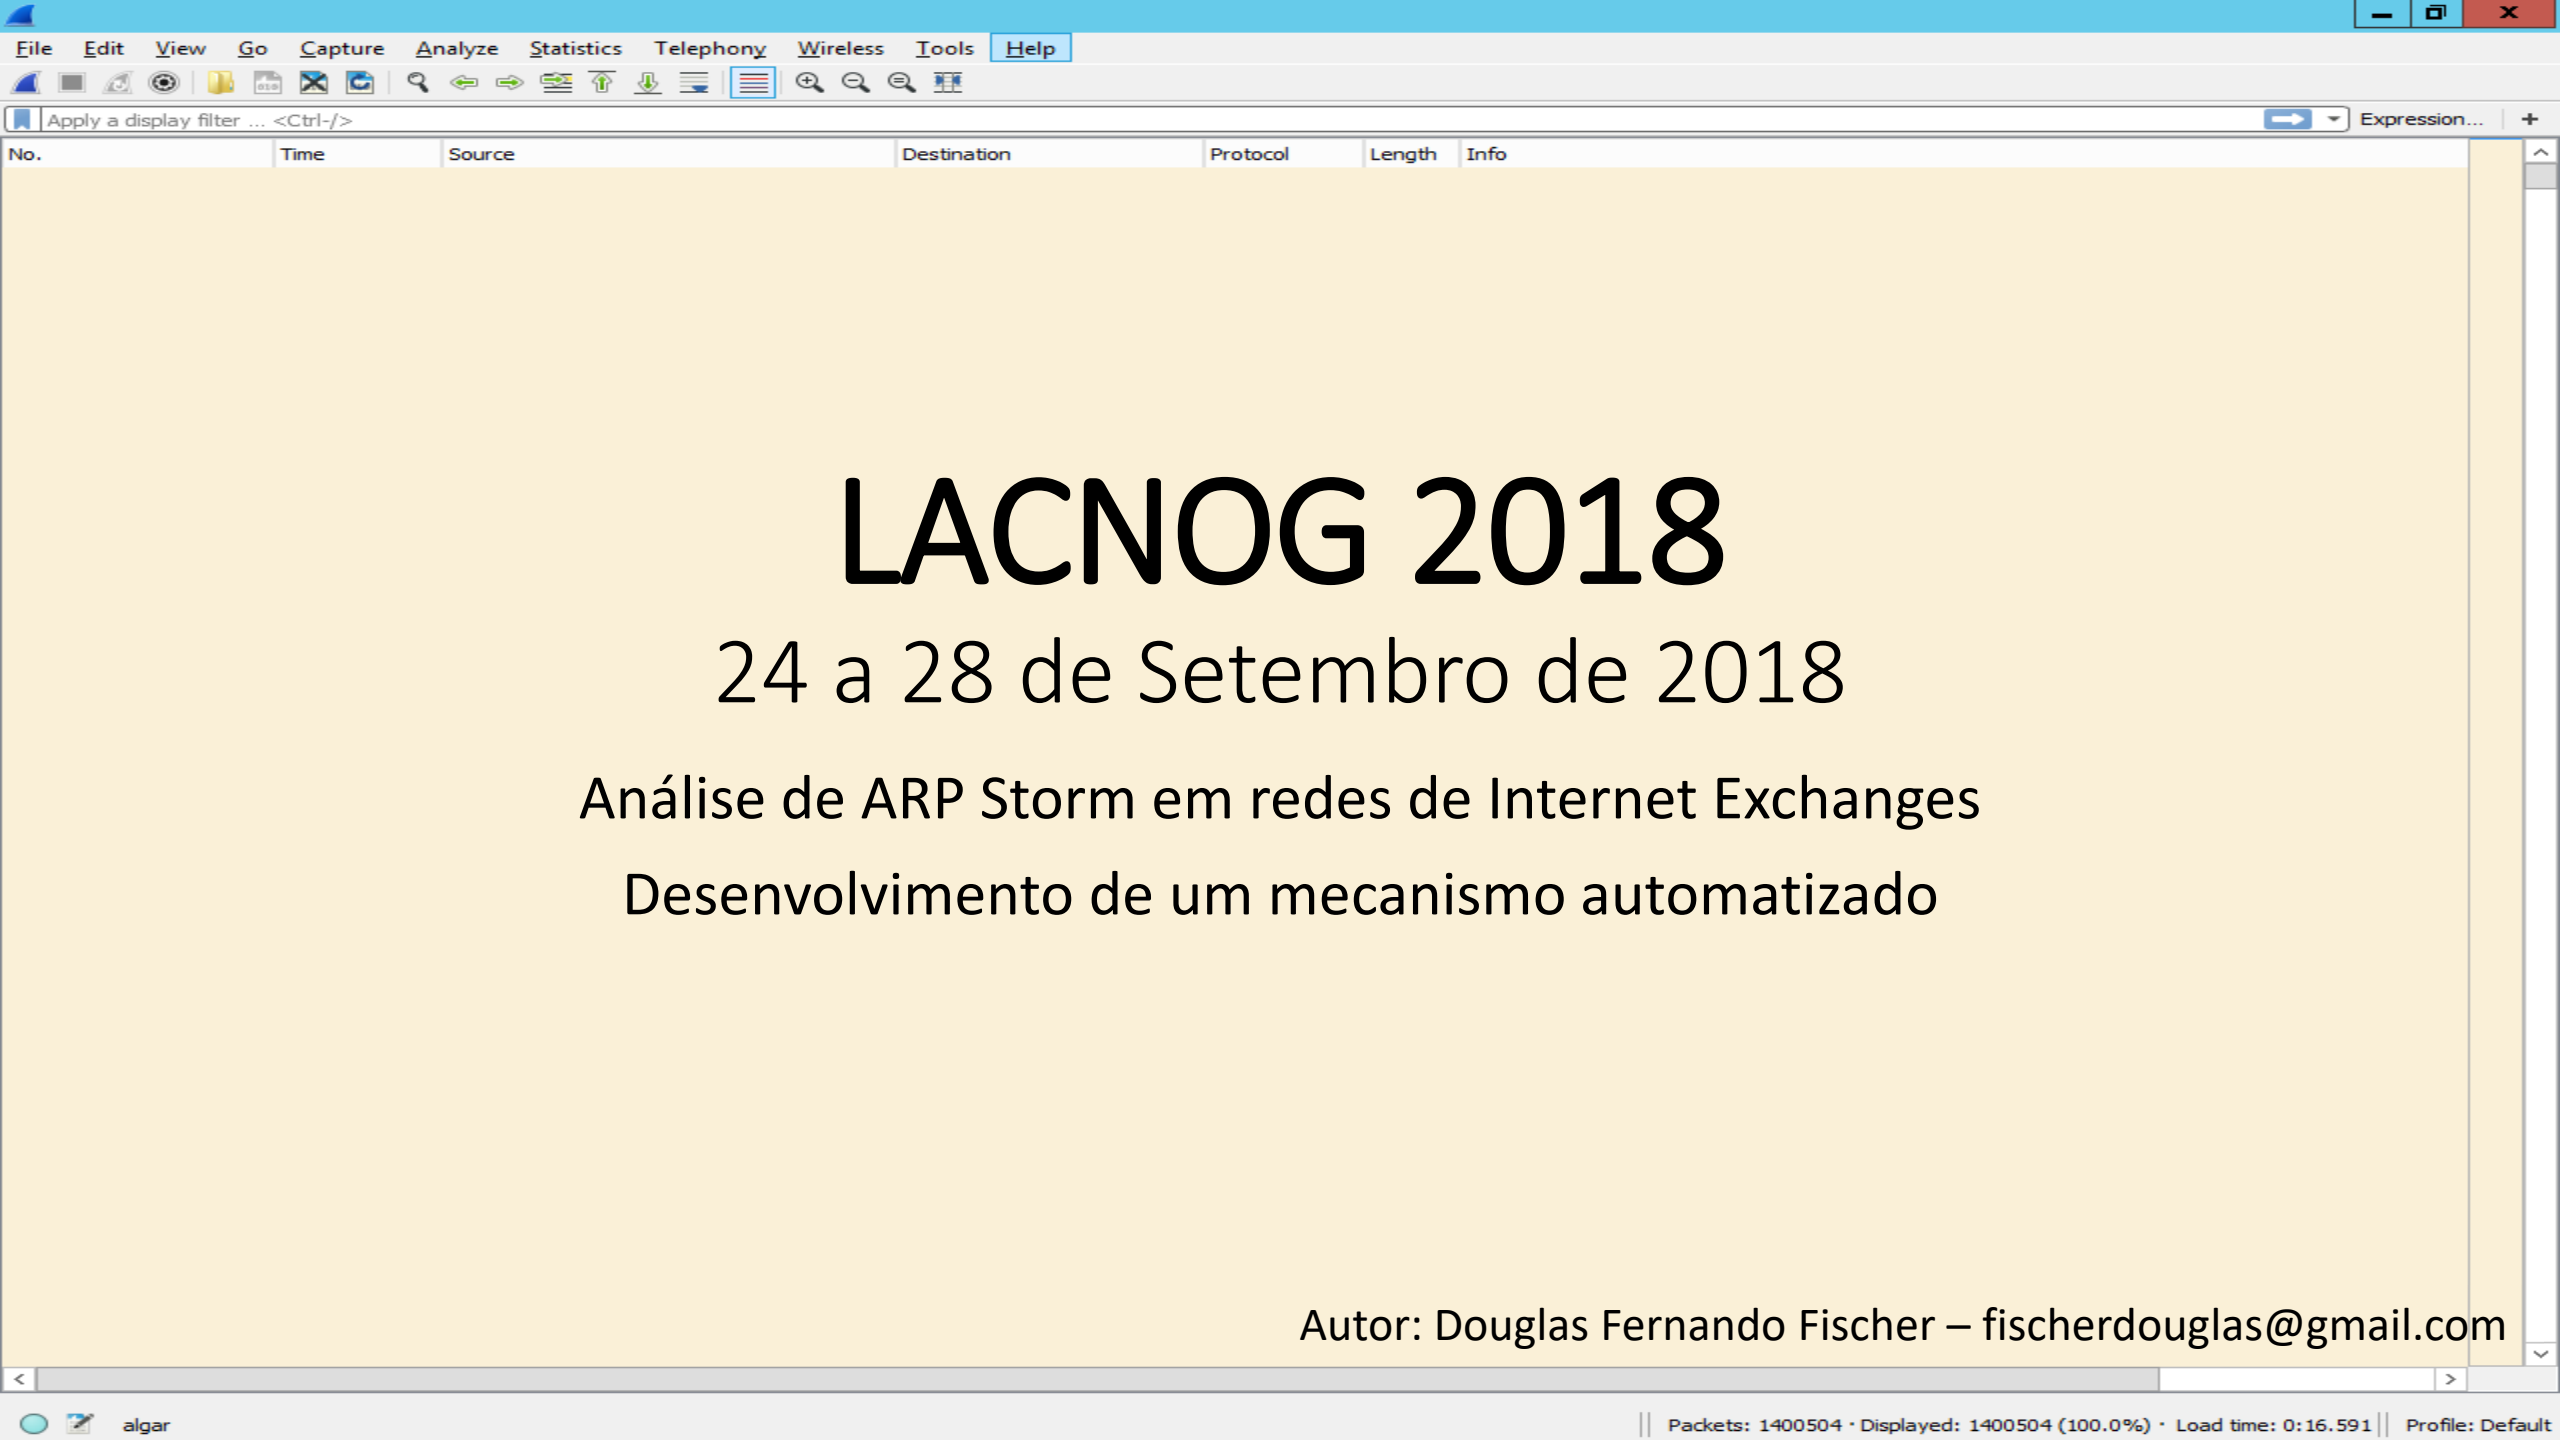 File Edit View Go Capture Analyze Statistics Telephony Wireless Tools Help
Apply a display filter ... <Ctrl-/> Expression... +
No. Time Source Destination Protocol Length Info
LACNOG 2018
24 a 28 de Setembro de 2018
Análise de ARP Storm em redes de Internet Exchanges
Desenvolvimento de um mecanismo automatizado
Autor: Douglas Fernando Fischer – fischerdouglas@gmail.com
algar Packets: 1400504 · Displayed: 1400504 (100.0%) · Load time: 0:16.591 Profile: Default